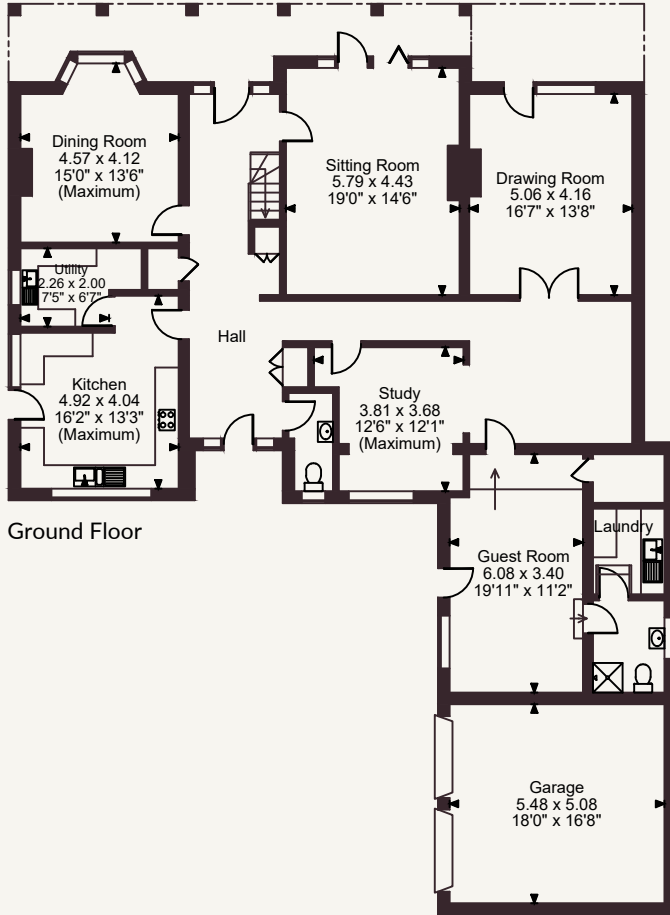 Dining Room
4.57 x 4.12
15'0" x 13'6"
(Maximum)
Sitting Room
5.79 x 4.43
19'0" x 14'6"
Drawing Room
5.06 x 4.16
16'7" x 13'8"
Utility
2.26 x 2.00
7'5" x 6'7"
Hall
Kitchen
4.92 x 4.04
16'2" x 13'3"
(Maximum)
Study
3.81 x 3.68
12'6" x 12'1"
(Maximum)
Ground Floor
Laundry
Guest Room
6.08 x 3.40
19'11" x 11'2"
Garage
5.48 x 5.08
18'0" x 16'8"